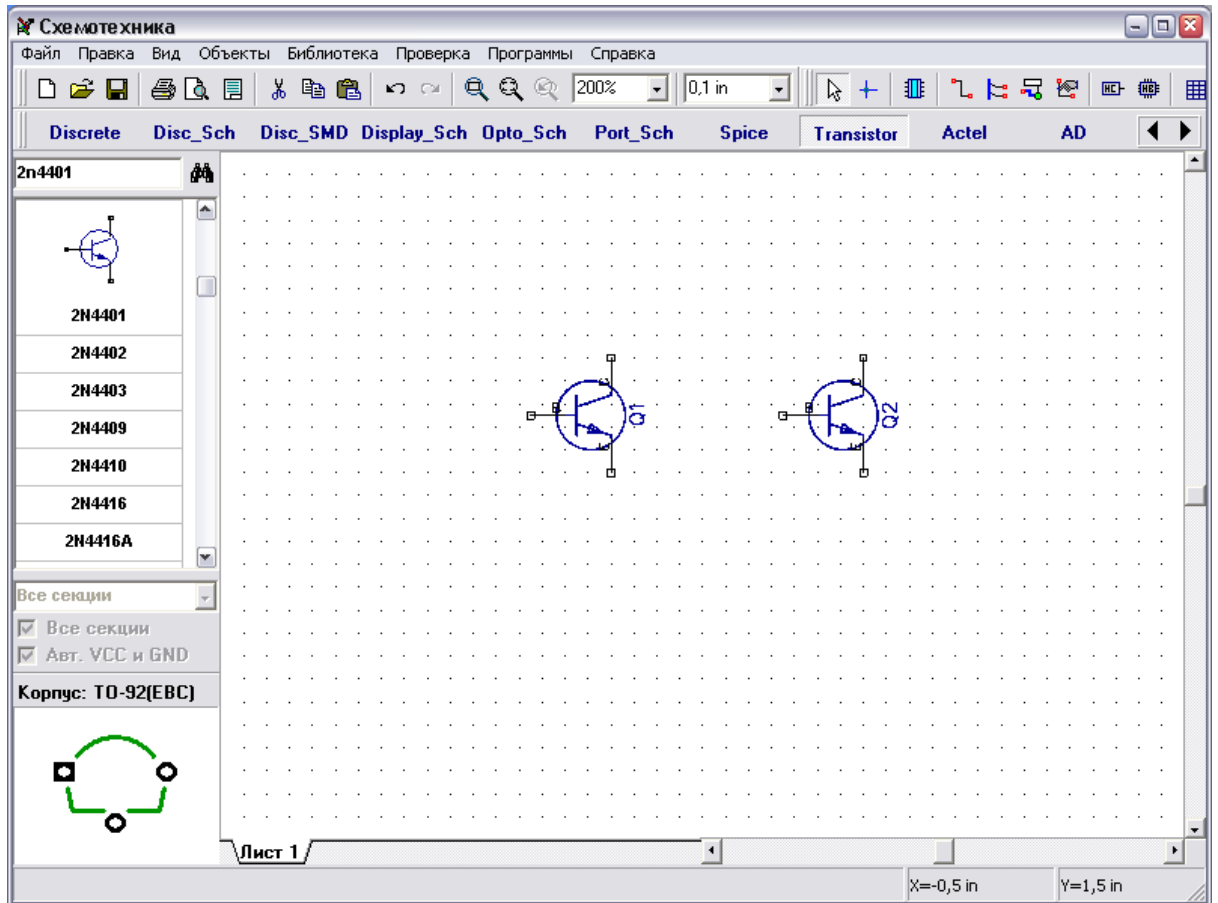 Схемотехника
Файл Правка Вид Объекты Библиотека Проверка Программы Справка
200% 0,1 in
Discrete Disc_Sch Disc_SMD Display_Sch Opto_Sch Port_Sch Spice Transistor Actel AD
2n4401
2N4401
2N4402
2N4403
2N4409
2N4410
2N4416
2N4416A
Q1
Q2
Все секции
Все секции
Авт. VCC и GND
Корпус: TO-92(EBC)
Лист 1
X=-0,5 in Y=1,5 in